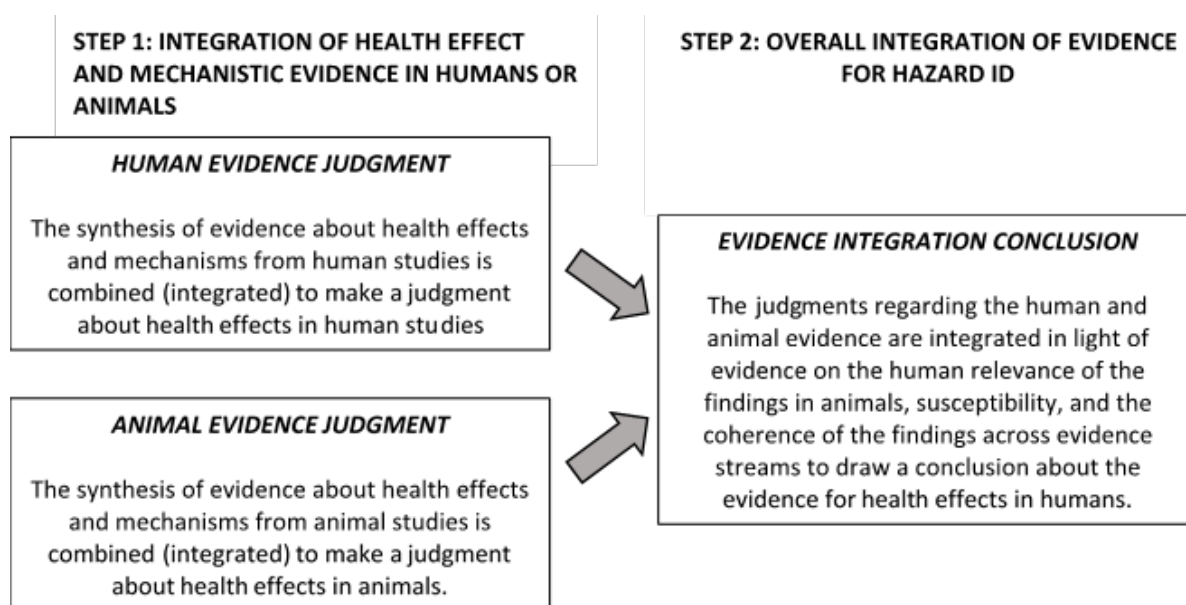 STEP 1: INTEGRATION OF HEALTH EFFECT
AND MECHANISTIC EVIDENCE IN HUMANS OR
ANIMALS
HUMAN EVIDENCE JUDGMENT
The synthesis of evidence about health effects
and mechanisms from human studies is
combined (integrated) to make a judgment
about health effects in human studies
ANIMAL EVIDENCE JUDGMENT
The synthesis of evidence about health effects
and mechanisms from animal studies is
combined (integrated) to make a judgment
about health effects in animals.
STEP 2: OVERALL INTEGRATION OF EVIDENCE
FOR HAZARD ID
EVIDENCE INTEGRATION CONCLUSION
The judgments regarding the human and
animal evidence are integrated in light of
evidence on the human relevance of the
findings in animals, susceptibility, and the
coherence of the findings across evidence
streams to draw a conclusion about the
evidence for health effects in humans.